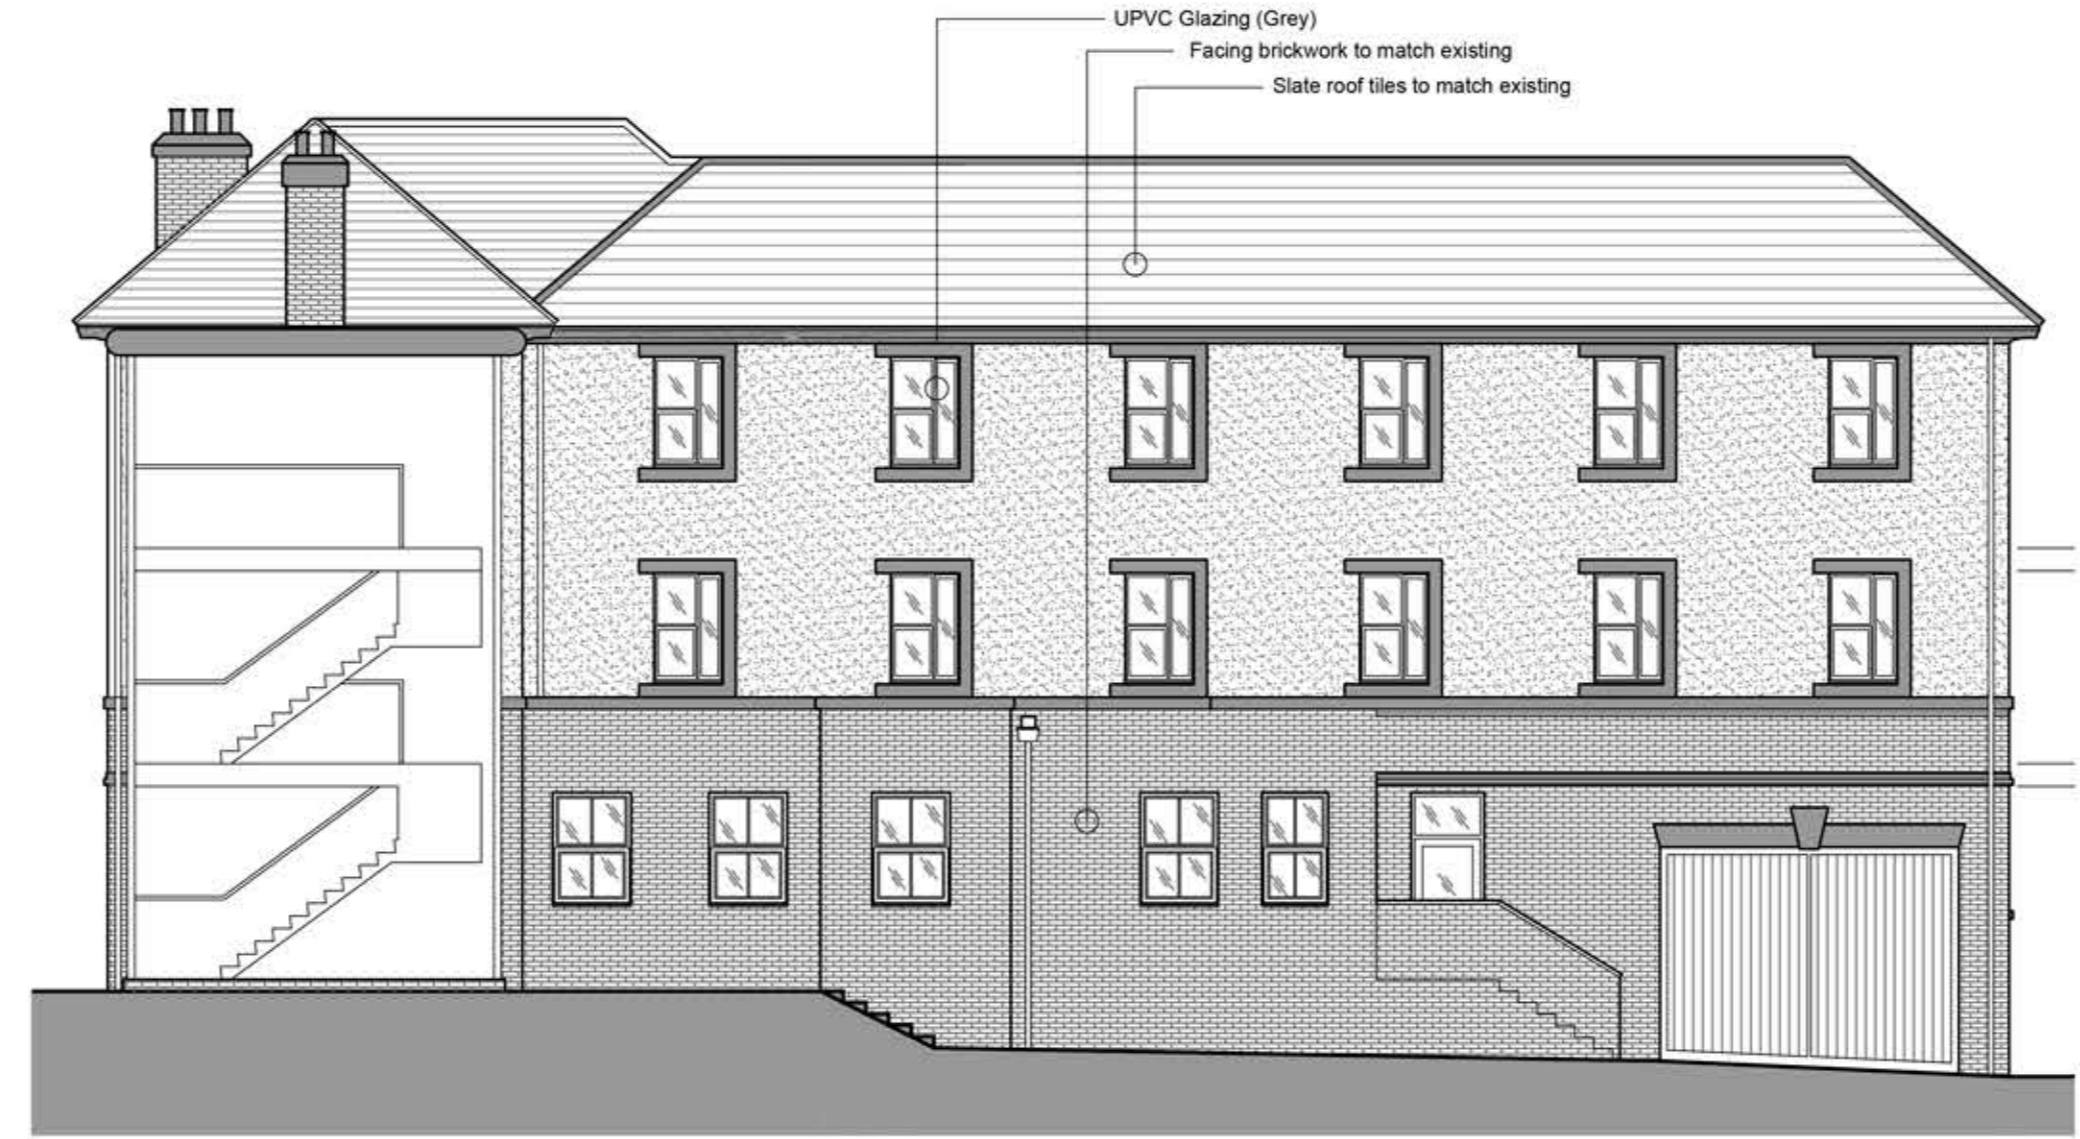 UPVC Glazing (Grey)
Facing brickwork to match existing
Slate roof tiles to match existing